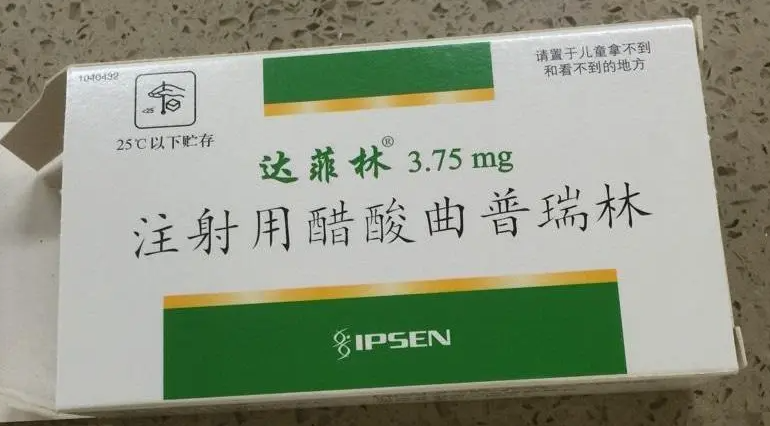 1040432
请置于儿童拿不到
和看不到的地方
<25
25℃以下贮存
达菲林® 3.75 mg
注射用醋酸曲普瑞林
IPSEN